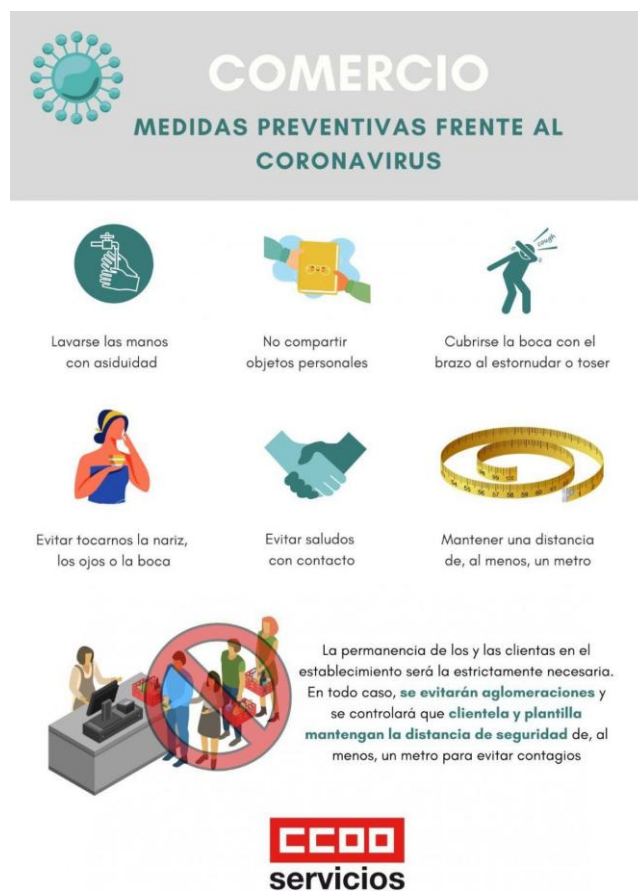 COMERCIO
MEDIDAS PREVENTIVAS FRENTE AL
CORONAVIRUS
cough
Lavarse las manos
con asiduidad
No compartir
objetos personales
Cubrirse la boca con el
brazo al estornudar o toser
Evitar tocarnos la nariz,
los ojos o la boca
Evitar saludos
con contacto
Mantener una distancia
de, al menos, un metro
La permanencia de los y las clientas en el
establecimiento será la estrictamente necesaria.
En todo caso, se evitarán aglomeraciones y
se controlará que clientela y plantilla
mantengan la distancia de seguridad de, al
menos, un metro para evitar contagios
CCOO
servicios